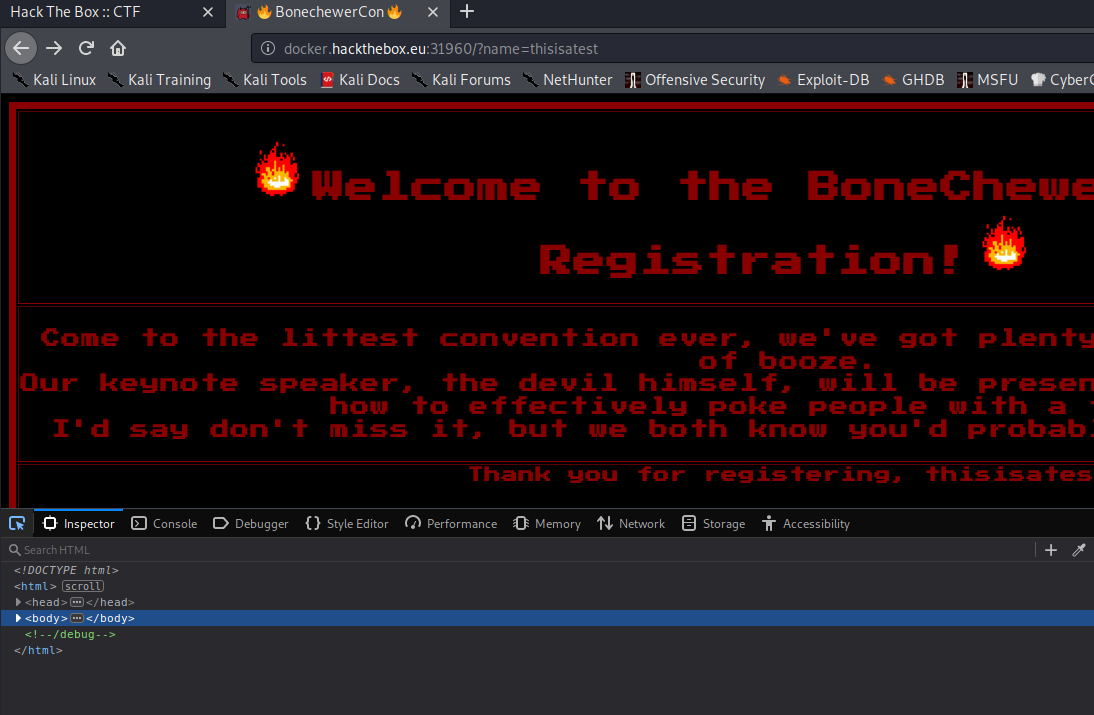 Hack The Box :: CTF
🔥BonechewerCon🔥
docker.hackthebox.eu:31960/?name=thisisatest
Kali Linux Kali Training Kali Tools Kali Docs Kali Forums NetHunter Offensive Security Exploit-DB GHDB MSFU CyberC
Welcome to the BoneChewe
Registration!
Come to the littest convention ever, we've got plenty
of booze.
Our keynote speaker, the devil himself, will be presen
how to effectively poke people with a
I'd say don't miss it, but we both know you'd probabl
Thank you for registering, thisisates
Inspector Console Debugger {} Style Editor Performance Memory Network Storage Accessibility
Search HTML
<!DOCTYPE html>
<html> scroll
<head> ... </head>
<body> ... </body>
<!--/debug-->
</html>